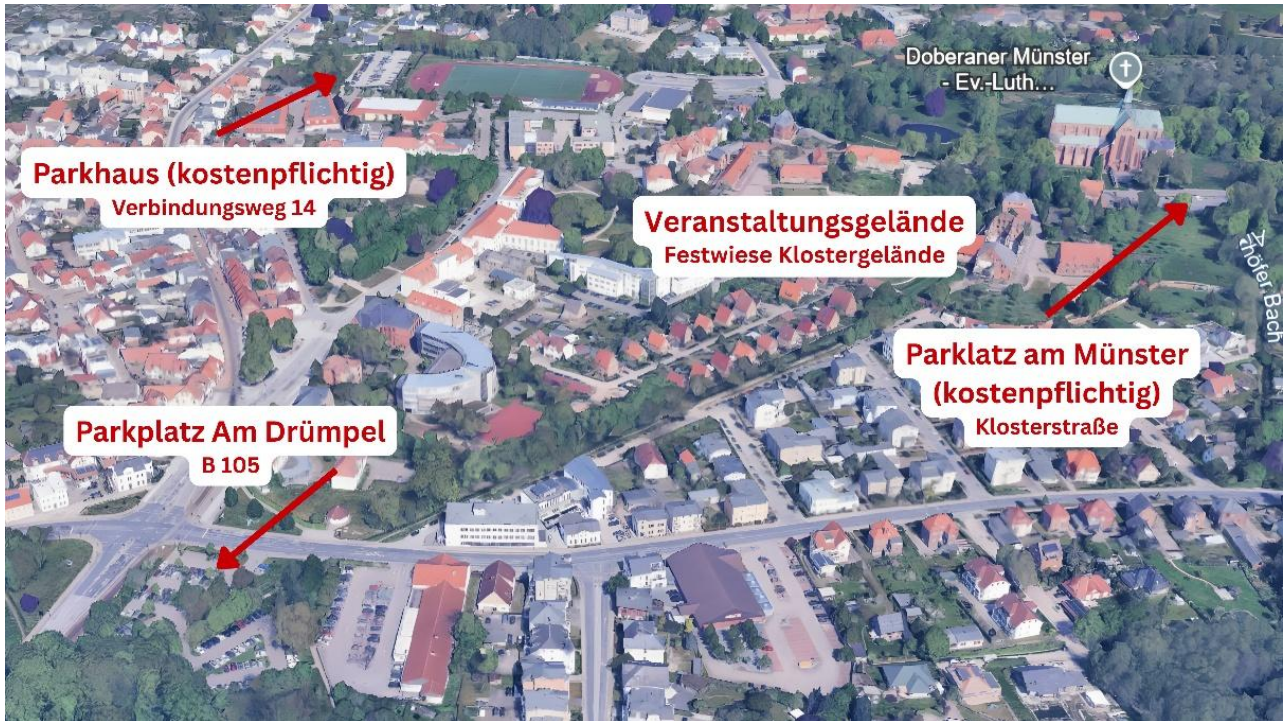 Doberaner Münster
- Ev.-Luth…
Parkhaus (kostenpflichtig)
Verbindungsweg 14
Veranstaltungsgelände
Festwiese Klostergelände
Parklatz am Münster
(kostenpflichtig)
Klosterstraße
Parkplatz Am Drümpel
B 105
Bach